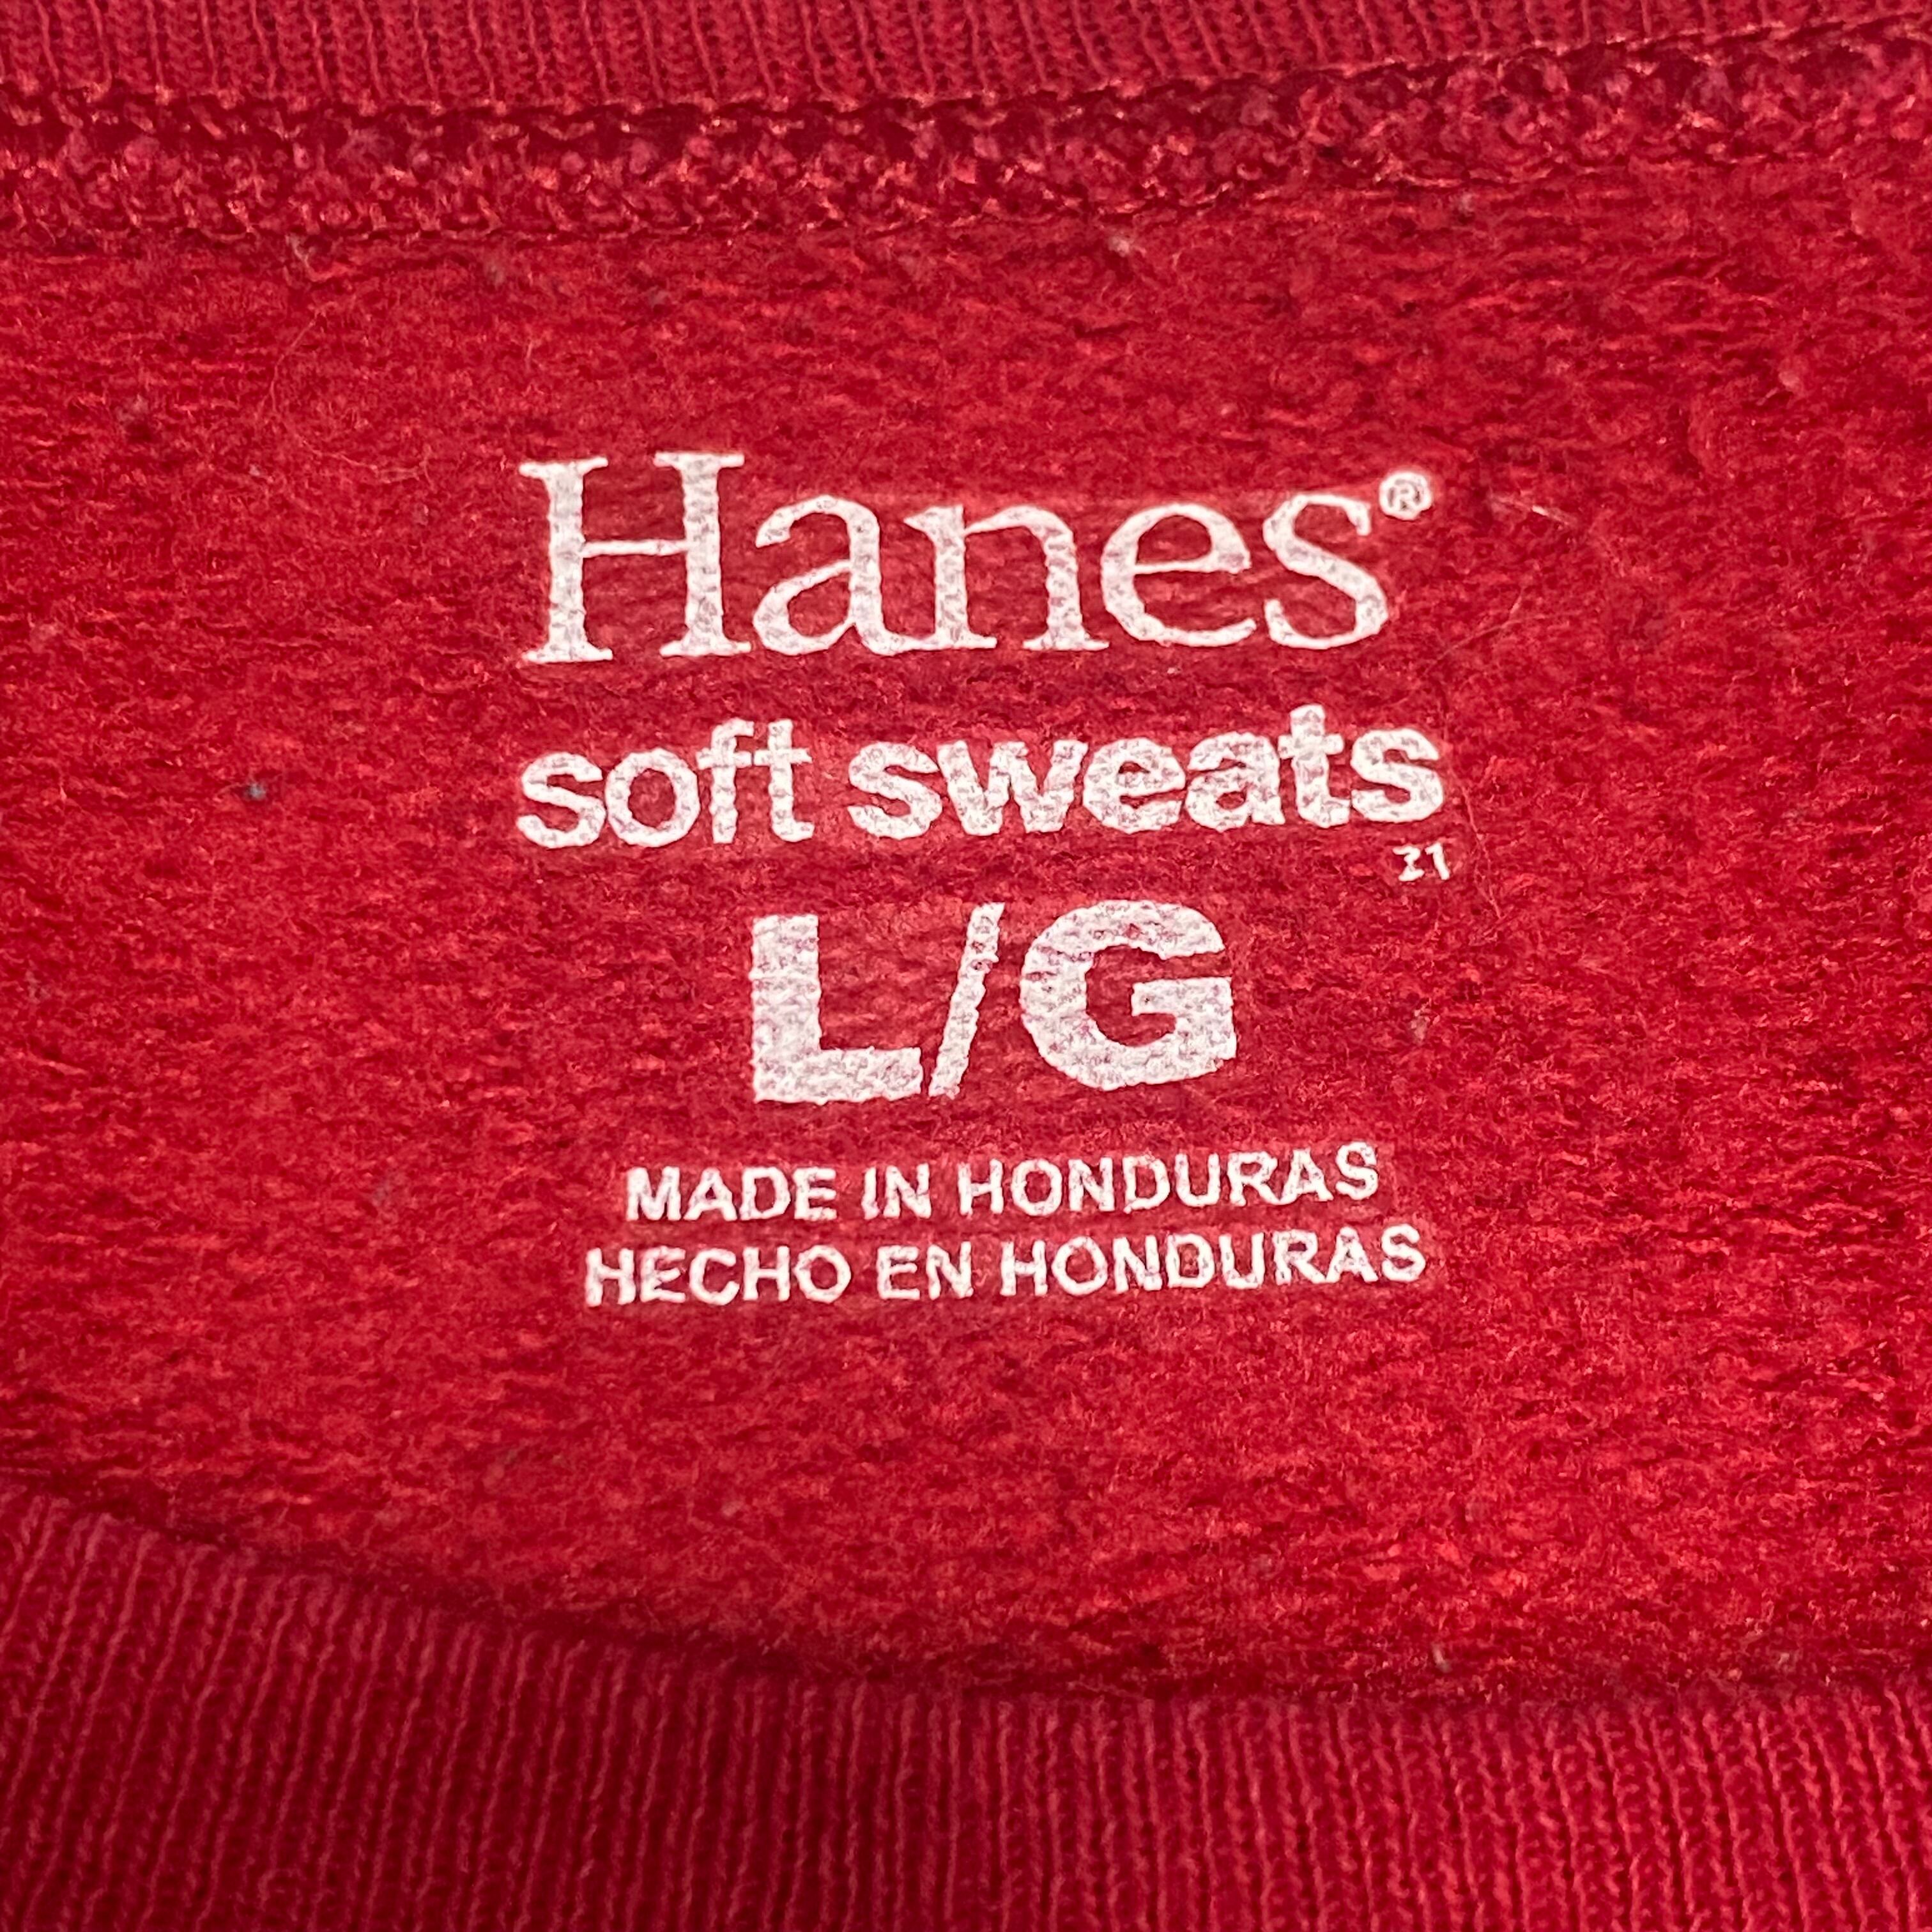 Hanes®
soft sweats
21
L/G
MADE IN HONDURAS
HECHO EN HONDURAS